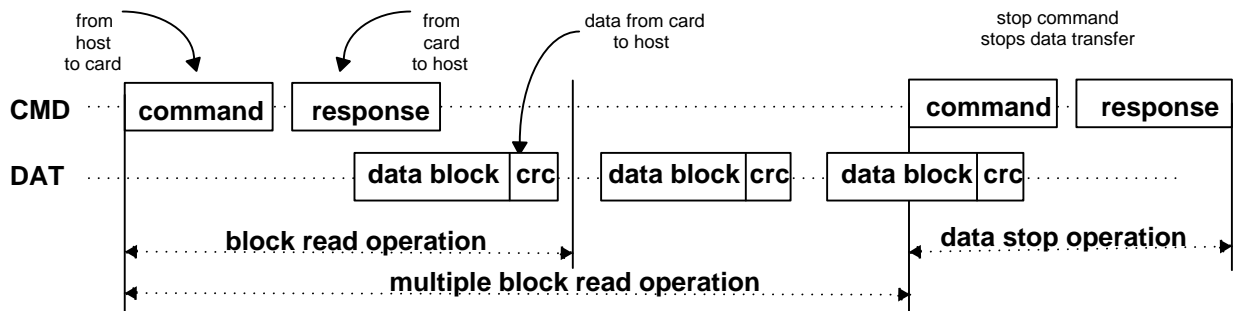 from
host
to card
from
card
to host
data from card
to host
stop command
stops data transfer
CMD command response command response
DAT data block crc data block crc data block crc
block read operation data stop operation
multiple block read operation